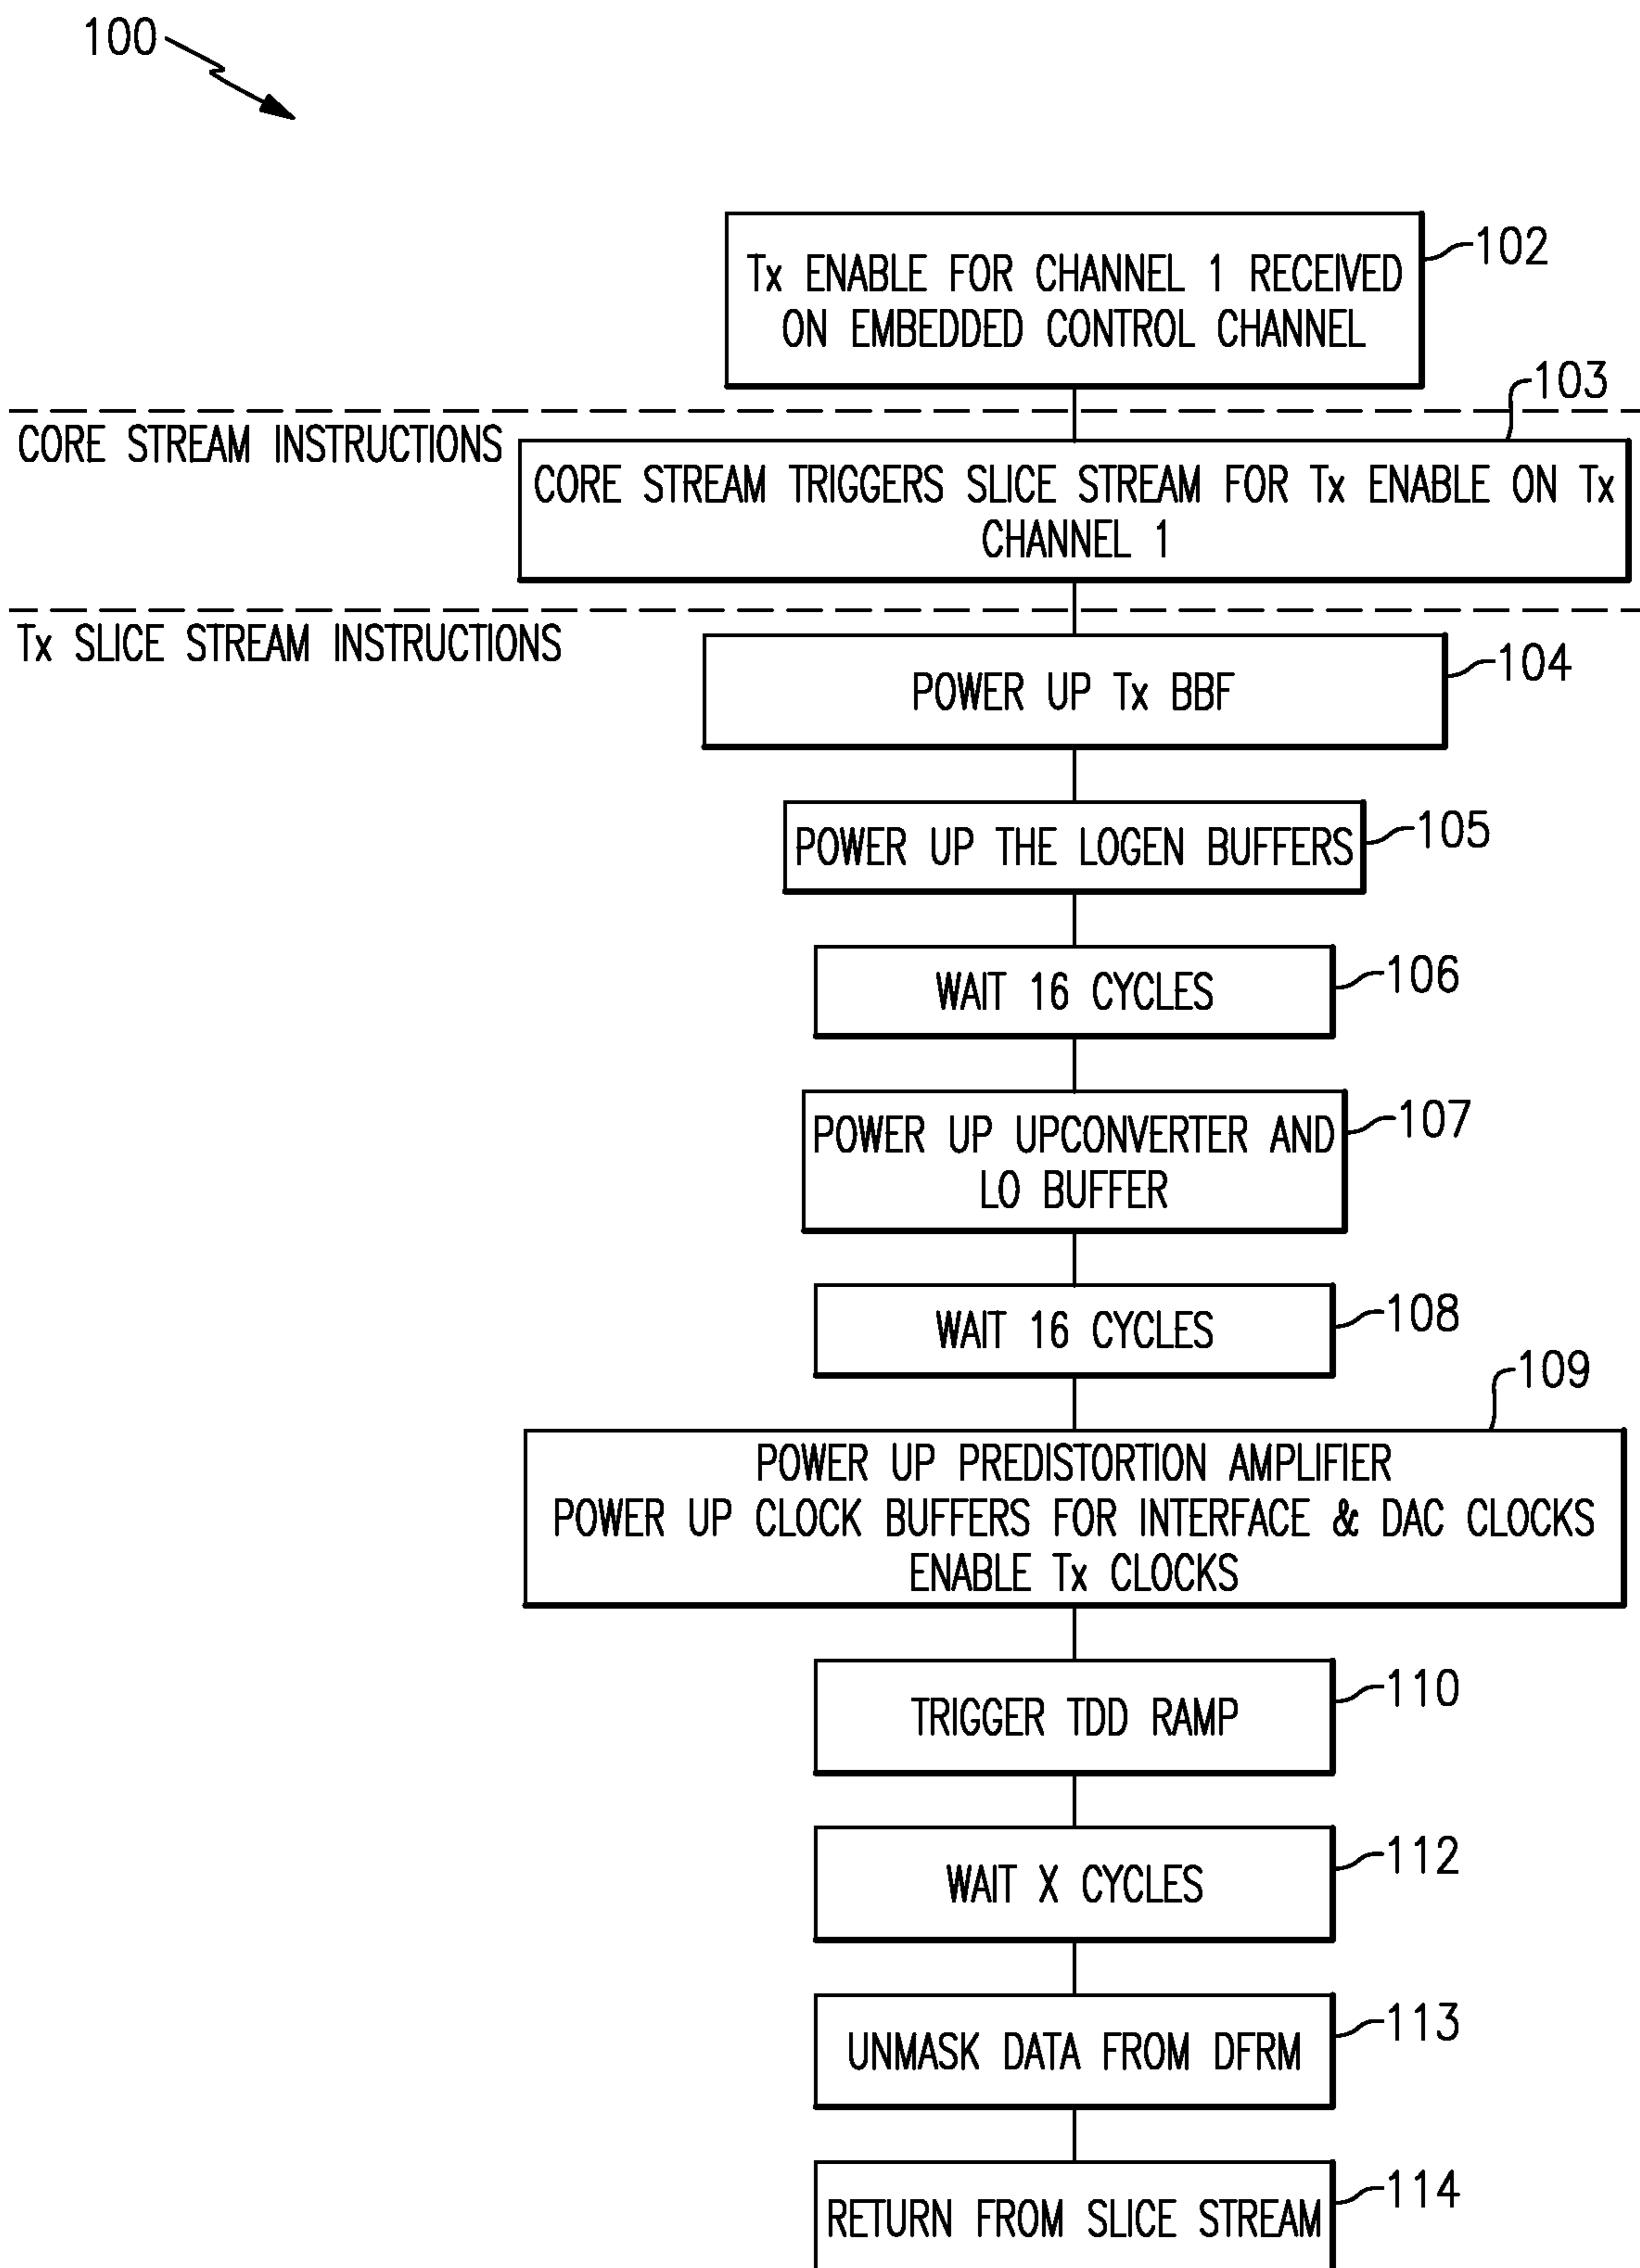 100
Tx ENABLE FOR CHANNEL 1 RECEIVED
ON EMBEDDED CONTROL CHANNEL
102
103
CORE STREAM INSTRUCTIONS
CORE STREAM TRIGGERS SLICE STREAM FOR Tx ENABLE ON Tx
CHANNEL 1
Tx SLICE STREAM INSTRUCTIONS
POWER UP Tx BBF
104
POWER UP THE LOGEN BUFFERS
105
WAIT 16 CYCLES
106
POWER UP UPCONVERTER AND
LO BUFFER
107
WAIT 16 CYCLES
108
109
POWER UP PREDISTORTION AMPLIFIER
POWER UP CLOCK BUFFERS FOR INTERFACE & DAC CLOCKS
ENABLE Tx CLOCKS
TRIGGER TDD RAMP
110
WAIT X CYCLES
112
UNMASK DATA FROM DFRM
113
RETURN FROM SLICE STREAM
114